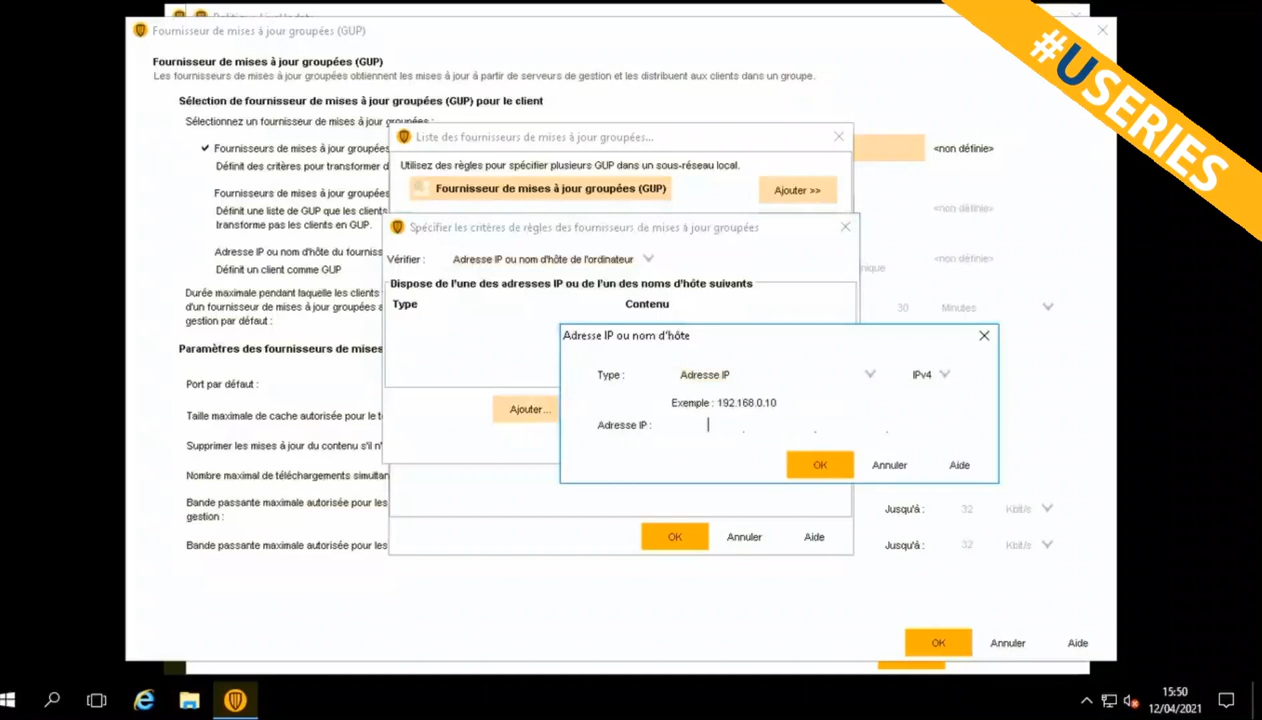 Fournisseur de mises à jour groupées (GUP)
#USERIES
Fournisseur de mises à jour groupées (GUP)
Les fournisseurs de mises à jour groupées obtiennent les mises à jour à partir de serveurs de gestion et les distribuent aux clients dans un groupe.
Sélection de fournisseur de mises à jour groupées (GUP) pour le client
Sélectionnez un fournisseur de mises à jour groupées :
Fournisseurs de mises à jour groupées
<non définie>
Définit des critères pour transformer d
Fournisseurs de mises à jour groupées
<non définie>
Définit une liste de GUP que les clients
transforme pas les clients en GUP.
Adresse IP ou nom d'hôte du fourniss
<non définie>
nique
Définit un client comme GUP
Durée maximale pendant laquelle les clients
d'un fournisseur de mises à jour groupées a
gestion par défaut :
30 Minutes
Paramètres des fournisseurs de mises
Port par défaut :
Taille maximale de cache autorisée pour le t
Supprimer les mises à jour du contenu s'il n'
Nombre maximal de téléchargements simultan
Bande passante maximale autorisée pour les
gestion :
Jusqu'à : 32 Kbit/s
Bande passante maximale autorisée pour les
Jusqu'à : 32 Kbit/s
OK Annuler Aide
Liste des fournisseurs de mises à jour groupées...
Utilisez des règles pour spécifier plusieurs GUP dans un sous-réseau local.
Fournisseur de mises à jour groupées (GUP)
Ajouter >>
OK Annuler Aide
Spécifier les critères de règles des fournisseurs de mises à jour groupées
Vérifier : Adresse IP ou nom d'hôte de l'ordinateur
Dispose de l'une des adresses IP ou de l'un des noms d'hôte suivants
Type Contenu
Ajouter...
Adresse IP ou nom d'hôte
Type : Adresse IP IPv4
Exemple : 192.168.0.10
Adresse IP : . . .
OK Annuler Aide
15:50
12/04/2021